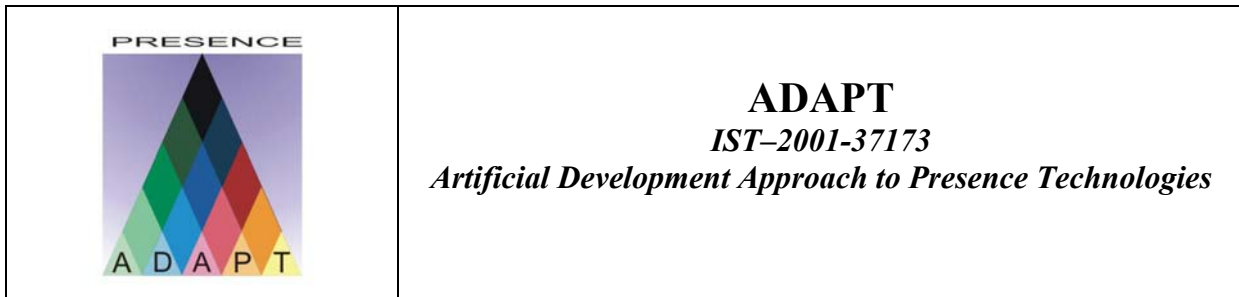 PRESENCE
A D A P T
ADAPT
IST–2001-37173
Artificial Development Approach to Presence Technologies